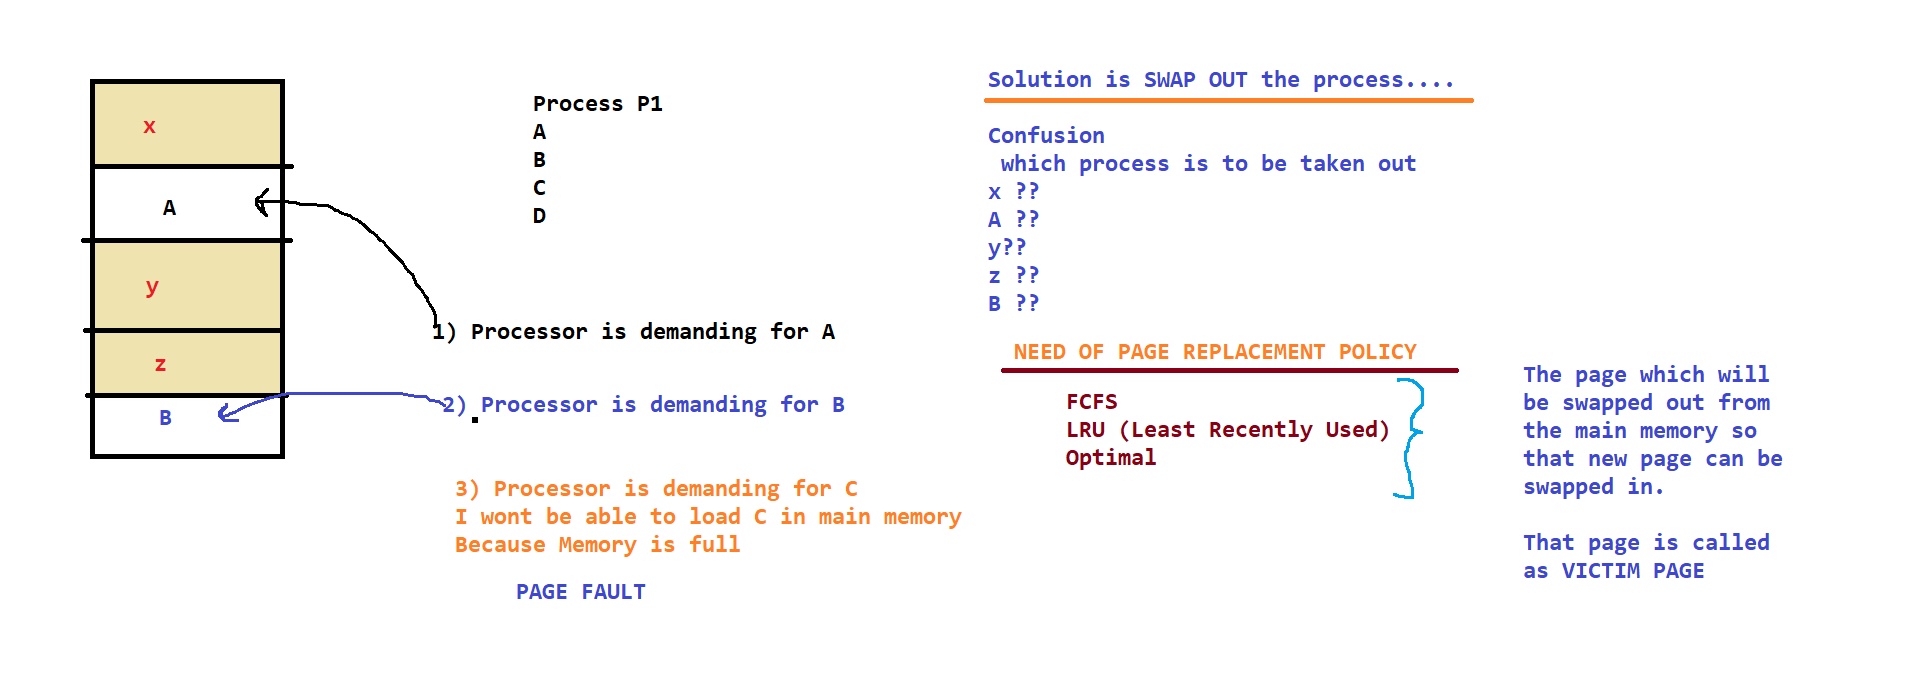 x
A
y
z
B
Process P1
A
B
C
D
1) Processor is demanding for A
2) Processor is demanding for B
3) Processor is demanding for C
I wont be able to load C in main memory
Because Memory is full
PAGE FAULT
Solution is SWAP OUT the process....
Confusion
which process is to be taken out
x ??
A ??
y??
z ??
B ??
NEED OF PAGE REPLACEMENT POLICY
FCFS
LRU (Least Recently Used)
Optimal
The page which will
be swapped out from
the main memory so
that new page can be
swapped in.
That page is called
as VICTIM PAGE